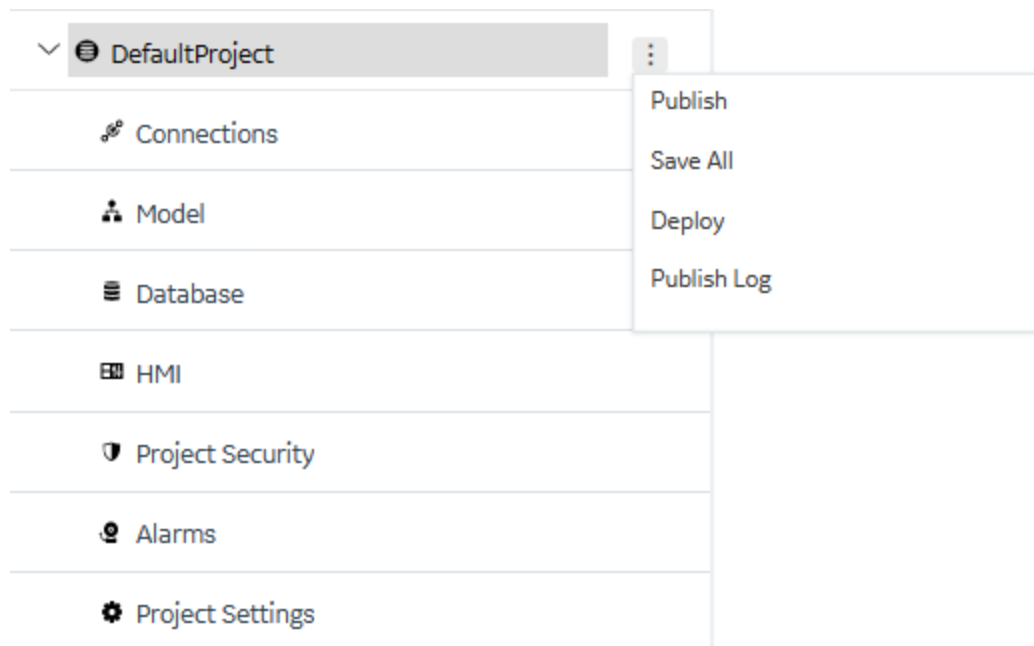 DefaultProject
Publish
Connections
Save All
Model
Deploy
Publish Log
Database
HMI
Project Security
Alarms
Project Settings